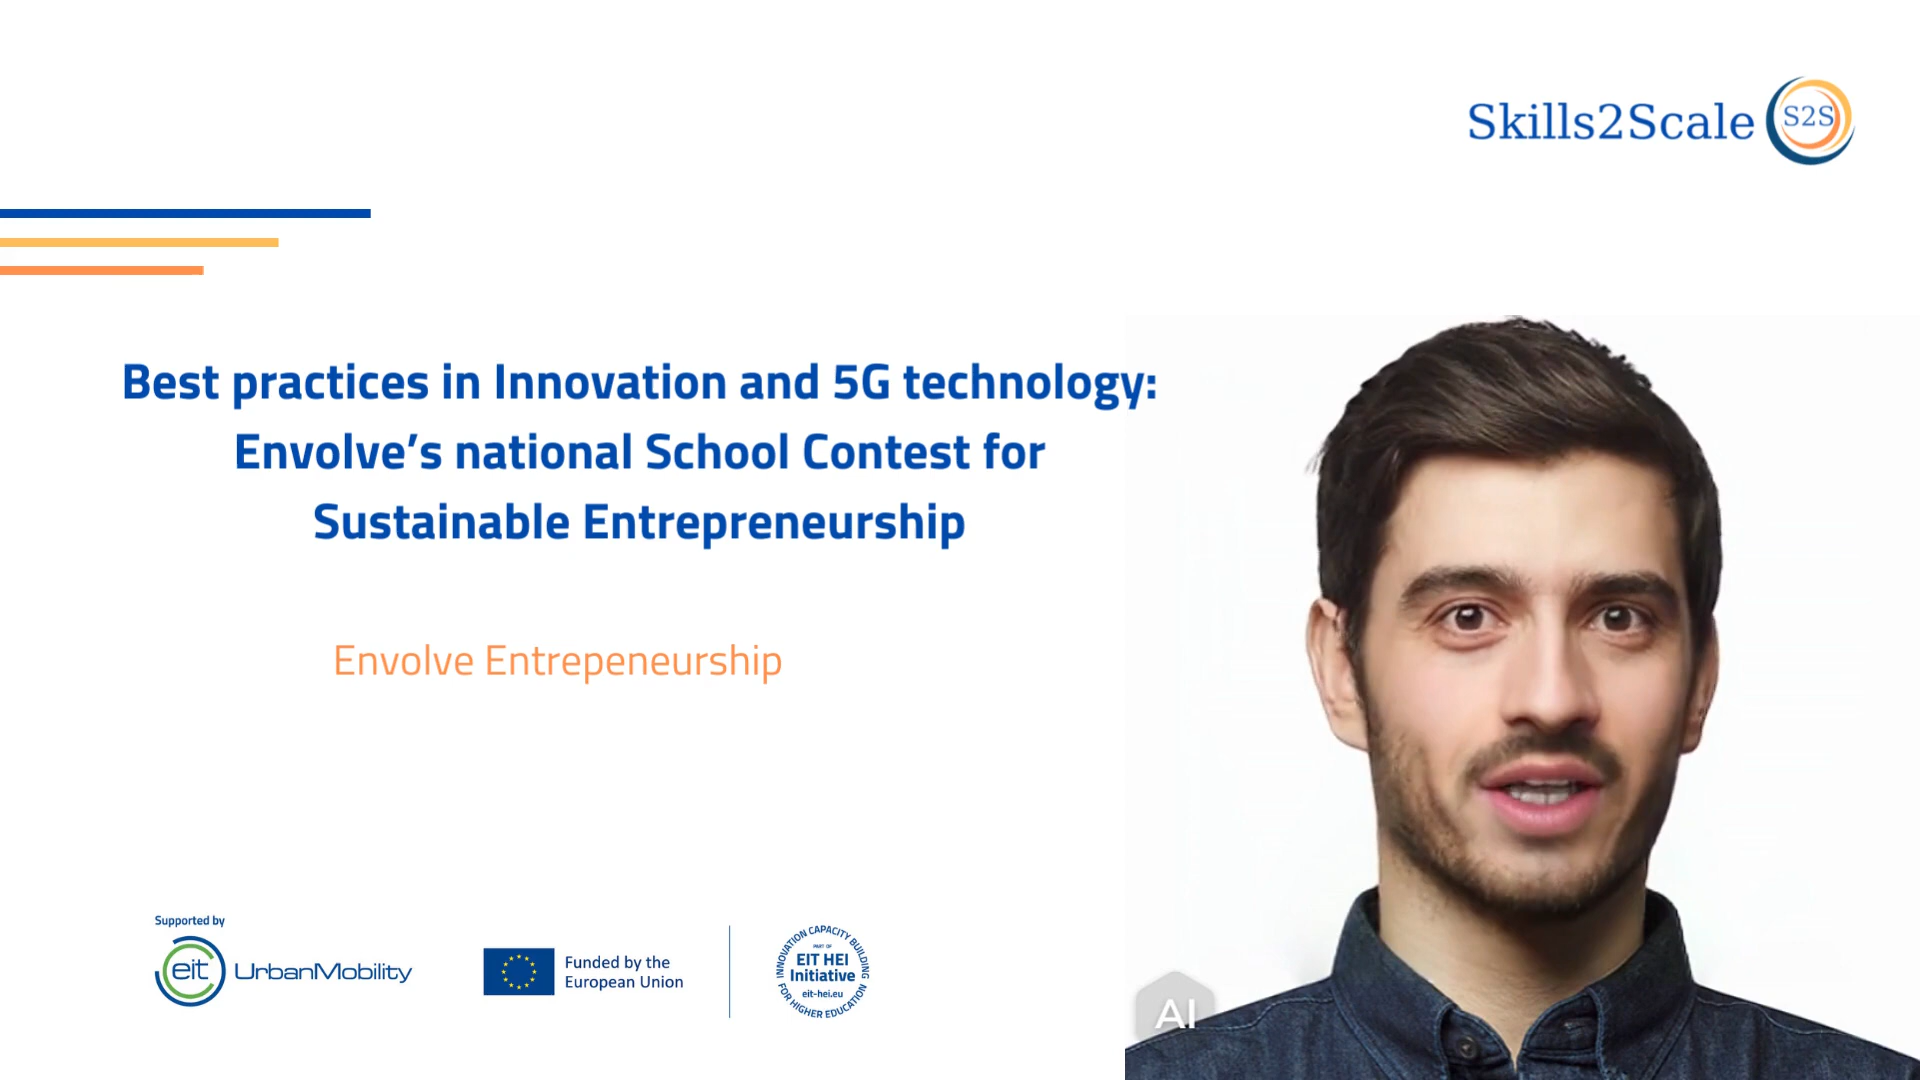 Skills2Scale S2S
Best practices in Innovation and 5G technology:
Envolve’s national School Contest for
Sustainable Entrepreneurship
Envolve Entrepeneurship
Supported by
eit UrbanMobility
Funded by the
European Union
INNOVATION CAPACITY BUILDING
PART OF
EIT HEI
Initiative
eit-hei.eu
FOR HIGHER EDUCATION
AI